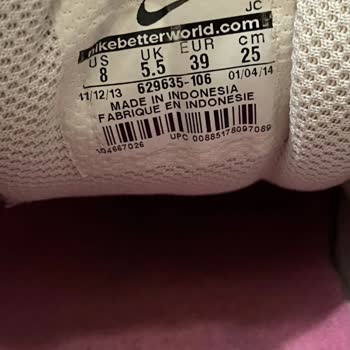 JC
nikebetterworld.com
US UK EUR cm
8 5.5 39 25
11/12/13 629635-106 01/04/14
MADE IN INDONESIA
FABRIQUE EN INDONESIE
UPC 00885178097089
104667026